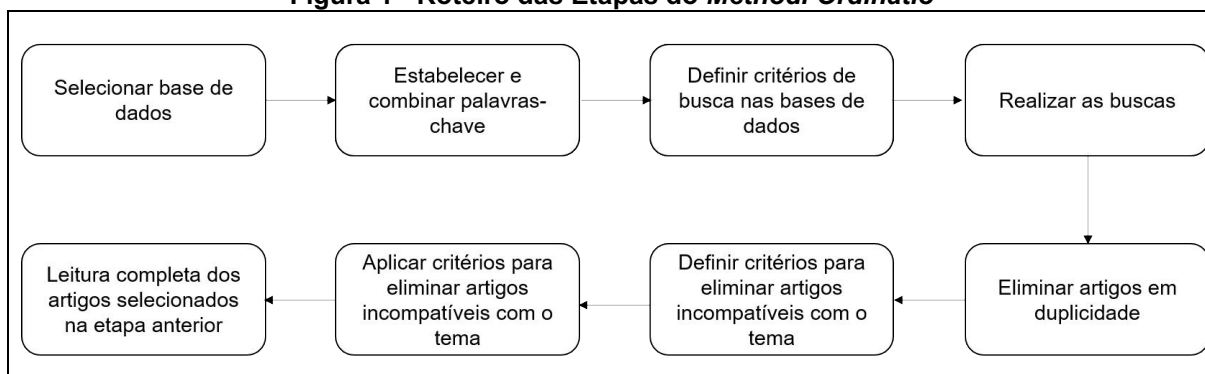 Figura 1 - Roteiro das Etapas do Methodi Ordinatio
Selecionar base de
dados
Estabelecer e
combinar palavras-
chave
Definir critérios de
busca nas bases de
dados
Realizar as buscas
Eliminar artigos em
duplicidade
Definir critérios para
eliminar artigos
incompatíveis com o
tema
Aplicar critérios para
eliminar artigos
incompatíveis com o
tema
Leitura completa dos
artigos selecionados
na etapa anterior